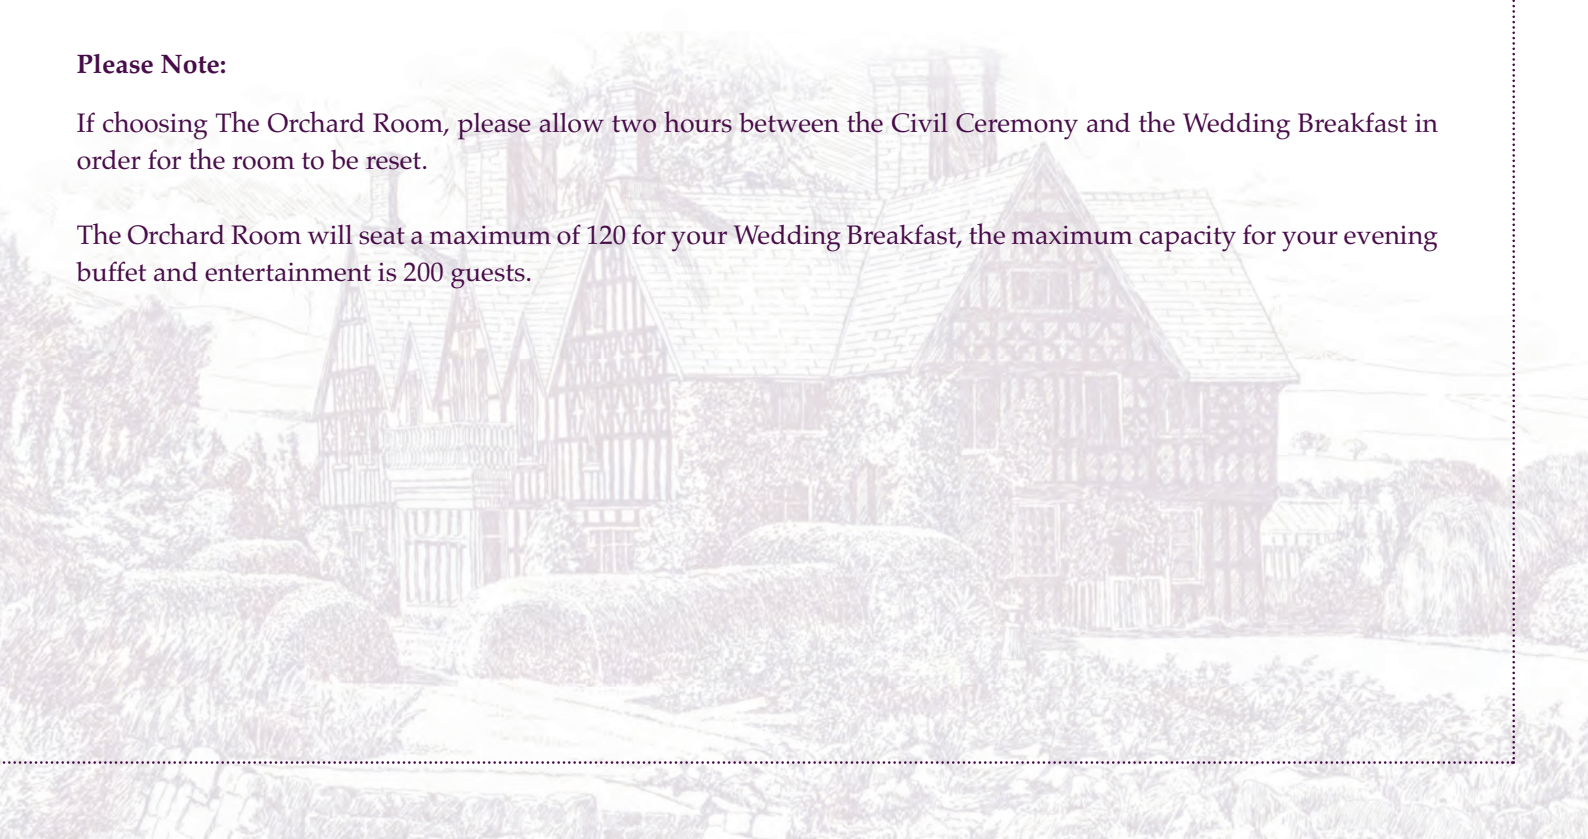 Please Note:
If choosing The Orchard Room, please allow two hours between the Civil Ceremony and the Wedding Breakfast in
order for the room to be reset.
The Orchard Room will seat a maximum of 120 for your Wedding Breakfast, the maximum capacity for your evening
buffet and entertainment is 200 guests.